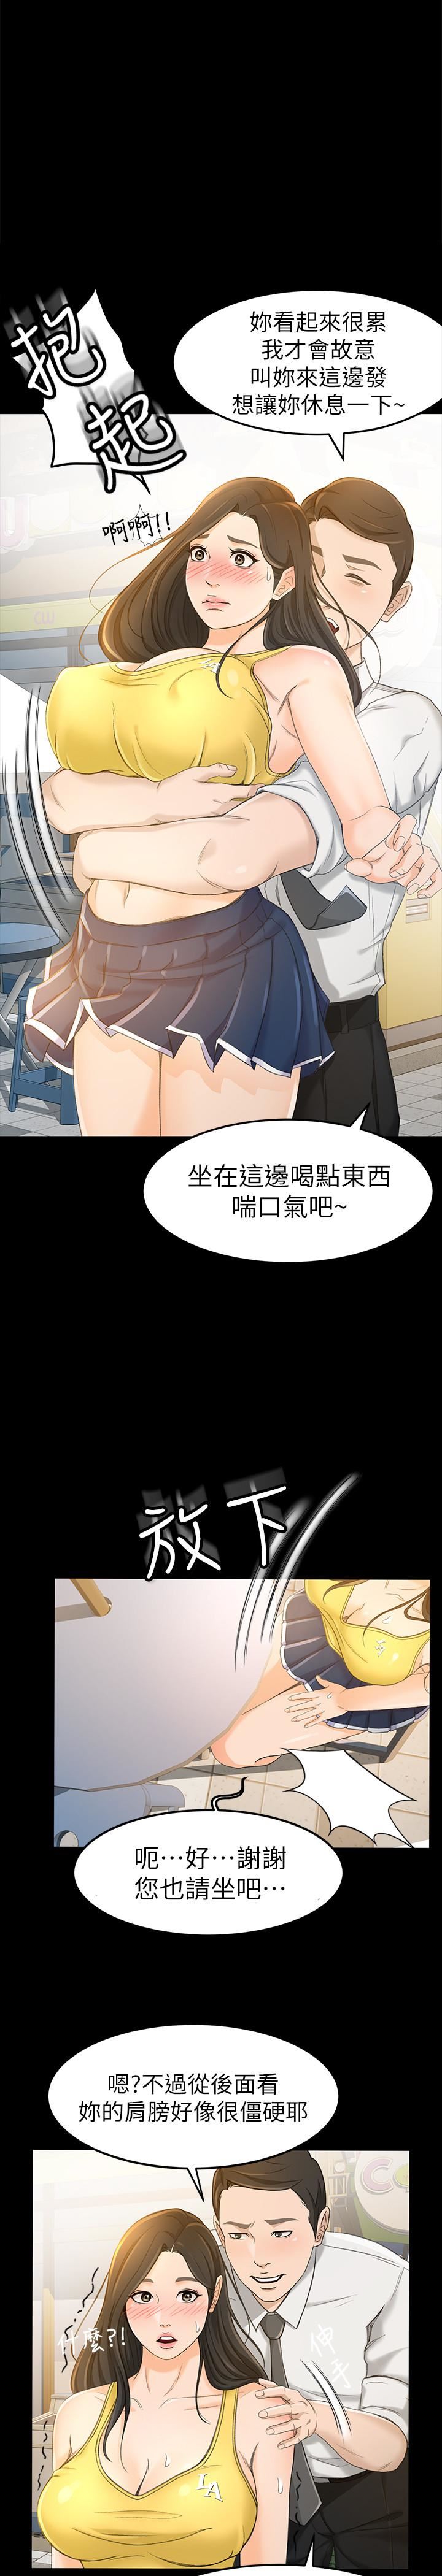 妳看起來很累
我才會故意
叫妳來這邊發
想讓妳休息一下~
抱起
啊啊!!
坐在這邊喝點東西
喘口氣吧~
放下
呃⋯好⋯謝謝
您也請坐吧⋯
嗯?不過從後面看
妳的肩膀好像很僵硬耶
什麼?!
伸手
LA